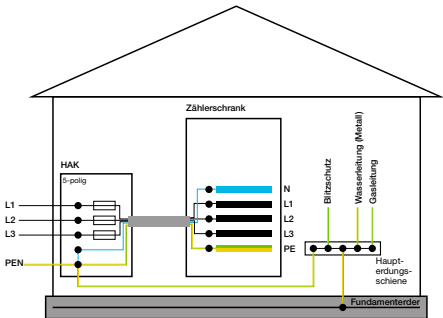 Zählerschrank
HAK
5-polig
L1
L2
L3
PEN
N
L1
L2
L3
PE
Blitzschutz
Wasserleitung (Metall)
Gasleitung
Haupt-
erdungs-
schiene
Fundamenterder